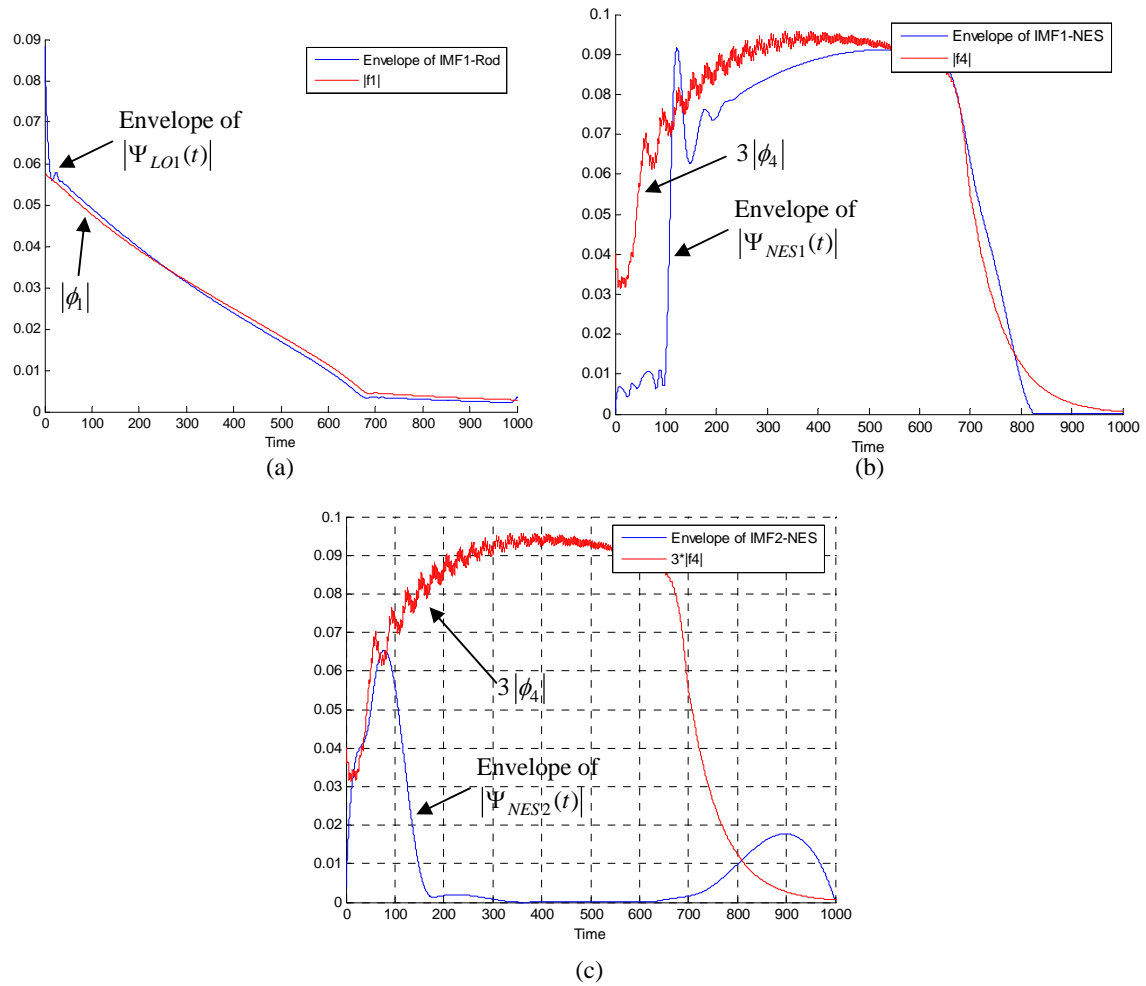 0.09
0.08
0.07
0.06
0.05
0.04
0.03
0.02
0.01
0
0 100 200 300 400 500 600 700 800 900 1000
Time
Envelope of IMF1-Rod
|f1|
Envelope of
|Ψ_{LO1}(t)|
|ϕ_1|
(a)
0.1
0.09
0.08
0.07
0.06
0.05
0.04
0.03
0.02
0.01
0
0 100 200 300 400 500 600 700 800 900 1000
Time
Envelope of IMF1-NES
|f4|
3|ϕ_4|
Envelope of
|Ψ_{NES1}(t)|
(b)
0.1
0.09
0.08
0.07
0.06
0.05
0.04
0.03
0.02
0.01
0
0 100 200 300 400 500 600 700 800 900 1000
Time
Envelope of IMF2-NES
3*|f4|
3|ϕ_4|
Envelope of
|Ψ_{NES2}(t)|
(c)